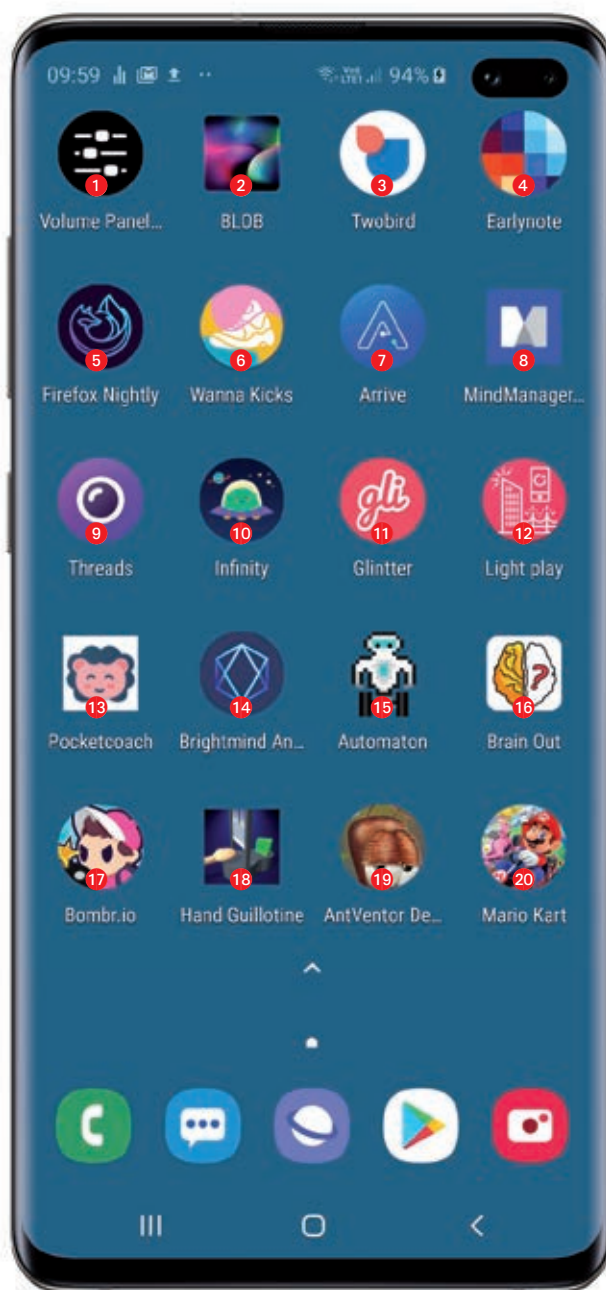 09:59 94%
1 2 3 4
Volume Panel... BLOB Twobird Earlynote
5 6 7 8
Firefox Nightly Wanna Kicks Arrive MindManager...
9 10 gli 11 12
Threads Infinity Glintter Light play
13 14 15 ? 16
Pocketcoach Brightmind An... Automaton Brain Out
17 18 19 20
Bombr.io Hand Guillotine AntVentor De... Mario Kart